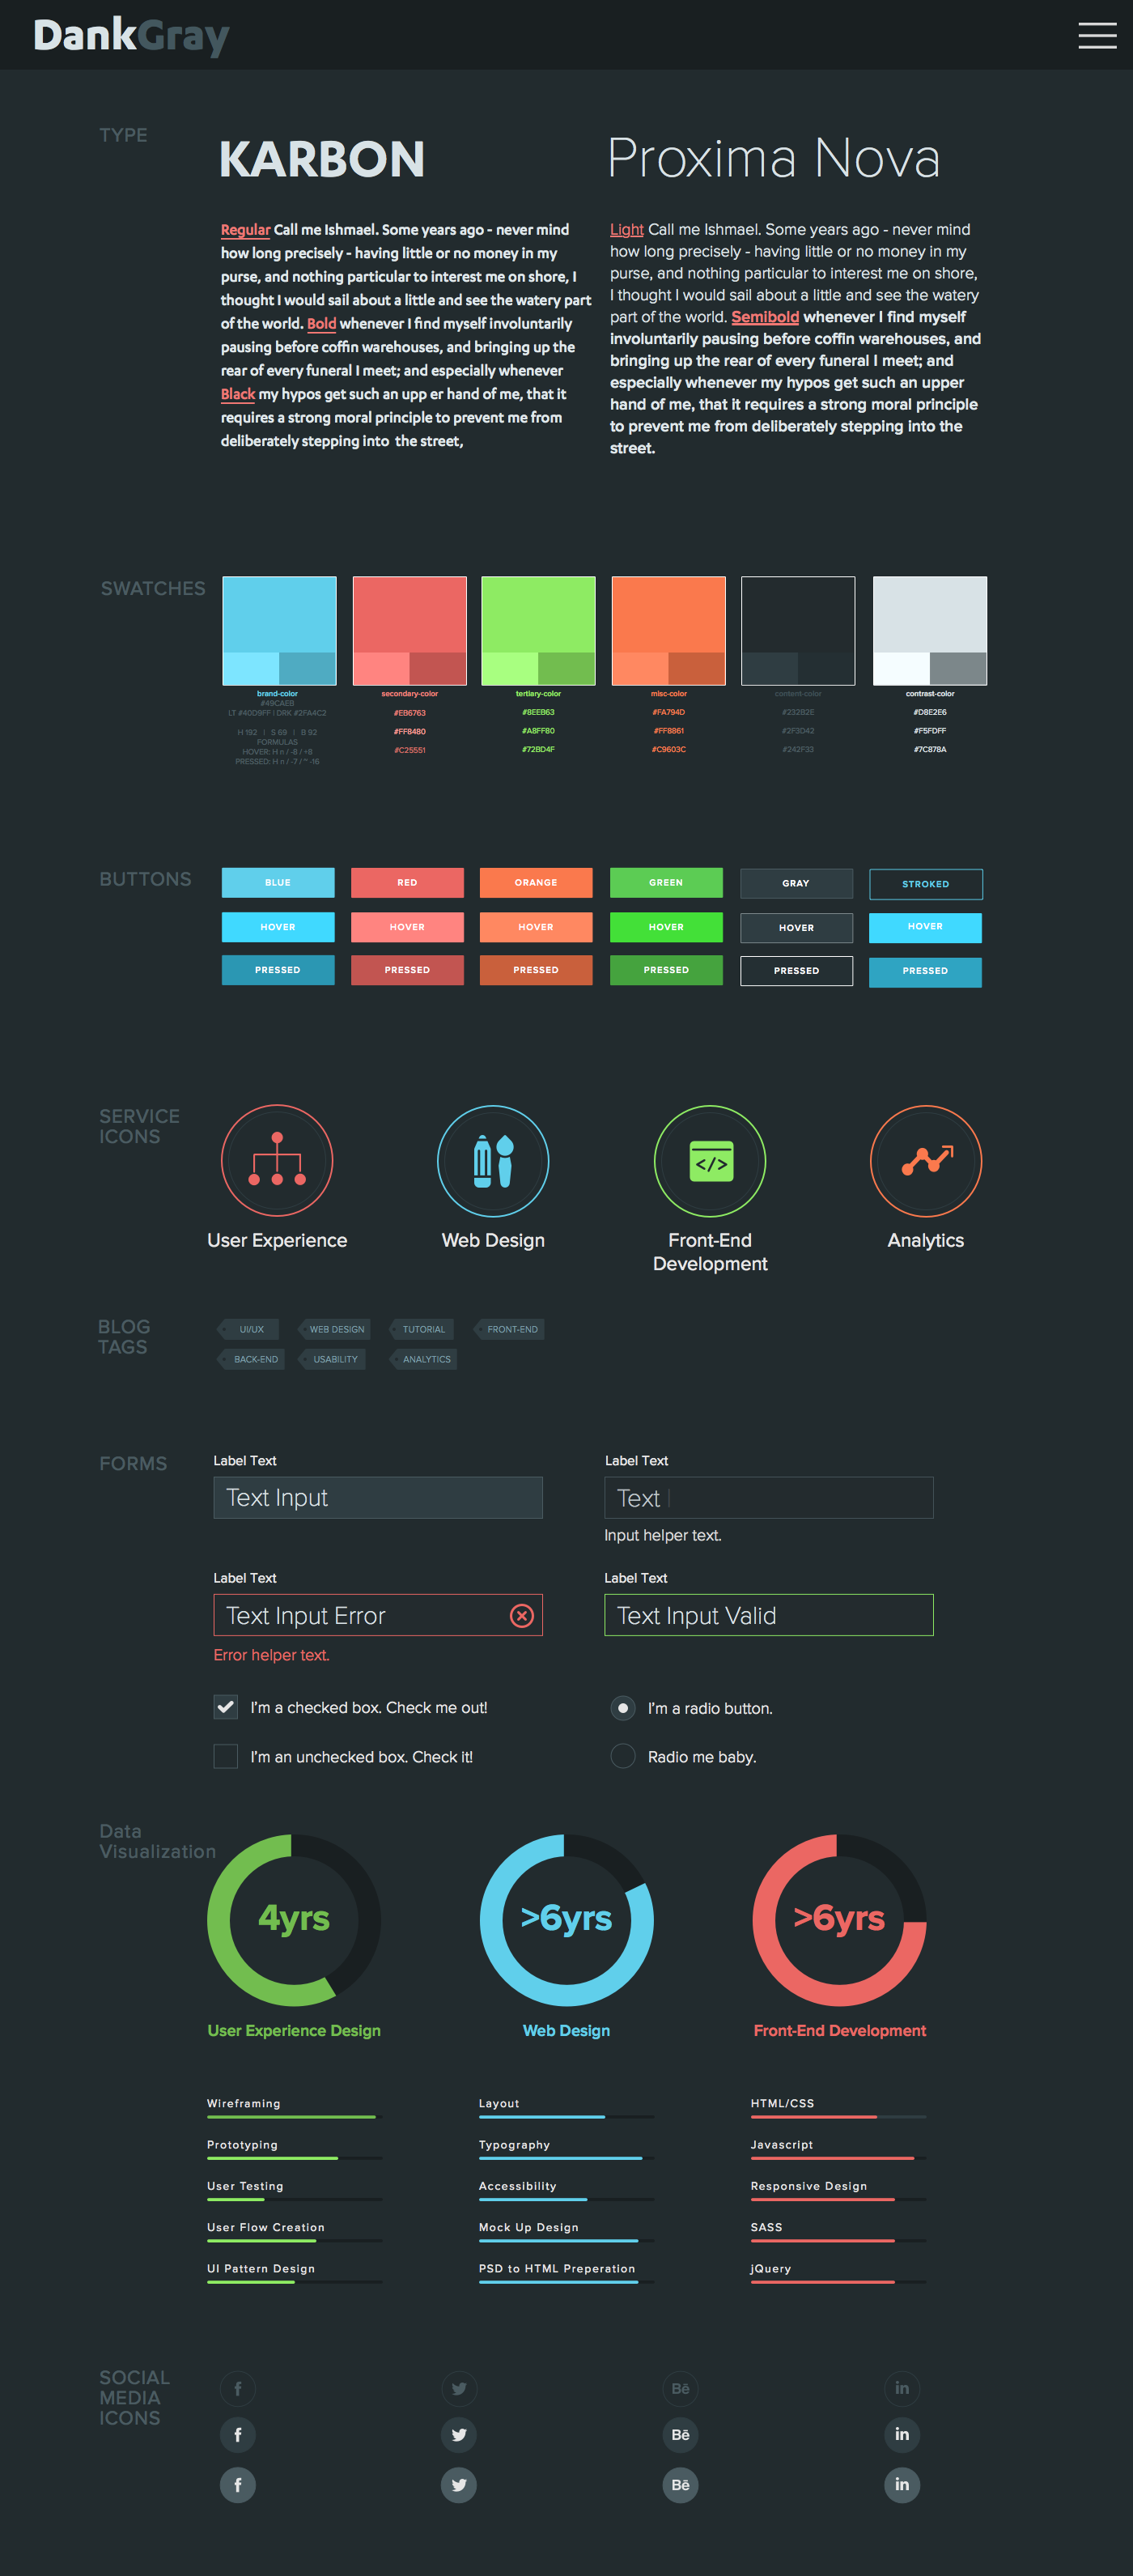 DankGray
TYPE
KARBON
Proxima Nova
Regular Call me Ishmael. Some years ago - never mind
how long precisely - having little or no money in my
purse, and nothing particular to interest me on shore, I
thought I would sail about a little and see the watery part
of the world. Bold whenever I find myself involuntarily
pausing before coffin warehouses, and bringing up the
rear of every funeral I meet; and especially whenever
Black my hypos get such an upp er hand of me, that it
requires a strong moral principle to prevent me from
deliberately stepping into the street,
Light Call me Ishmael. Some years ago - never mind
how long precisely - having little or no money in my
purse, and nothing particular to interest me on shore,
I thought I would sail about a little and see the watery
part of the world. Semibold whenever I find myself
involuntarily pausing before coffin warehouses, and
bringing up the rear of every funeral I meet; and
especially whenever my hypos get such an upper
hand of me, that it requires a strong moral principle
to prevent me from deliberately stepping into the
street.
SWATCHES
brand-color
#49CAEB
LT #40D9FF | DRK #2FA4C2
H 192 | S 69 | B 92
FORMULAS
HOVER: H n / -8 / +8
PRESSED: H n / -7 / ~ -16
secondary-color
#EB6763
#FF8480
#C25551
tertiary-color
#8EEB63
#A8FF80
#72BD4F
misc-color
#FA794D
#FF8861
#C9603C
content-color
#232B2E
#2F3D42
#242F33
contrast-color
#D8E2E6
#F5FDFF
#7C878A
BUTTONS
BLUE
RED
ORANGE
GREEN
GRAY
STROKED
HOVER
HOVER
HOVER
HOVER
HOVER
HOVER
PRESSED
PRESSED
PRESSED
PRESSED
PRESSED
PRESSED
SERVICE
ICONS
</>
User Experience
Web Design
Front-End
Development
Analytics
BLOG
TAGS
UI/UX
WEB DESIGN
TUTORIAL
FRONT-END
BACK-END
USABILITY
ANALYTICS
FORMS
Label Text
Text Input
Label Text
Text
Input helper text.
Label Text
Text Input Error
Error helper text.
Label Text
Text Input Valid
I'm a checked box. Check me out!
I'm a radio button.
I'm an unchecked box. Check it!
Radio me baby.
Data
Visualization
4yrs
>6yrs
>6yrs
User Experience Design
Web Design
Front-End Development
Wireframing
Prototyping
User Testing
User Flow Creation
UI Pattern Design
Layout
Typography
Accessibility
Mock Up Design
PSD to HTML Preperation
HTML/CSS
Javascript
Responsive Design
SASS
jQuery
SOCIAL
MEDIA
ICONS
f
Bē
in
f
Bē
in
f
Bē
in